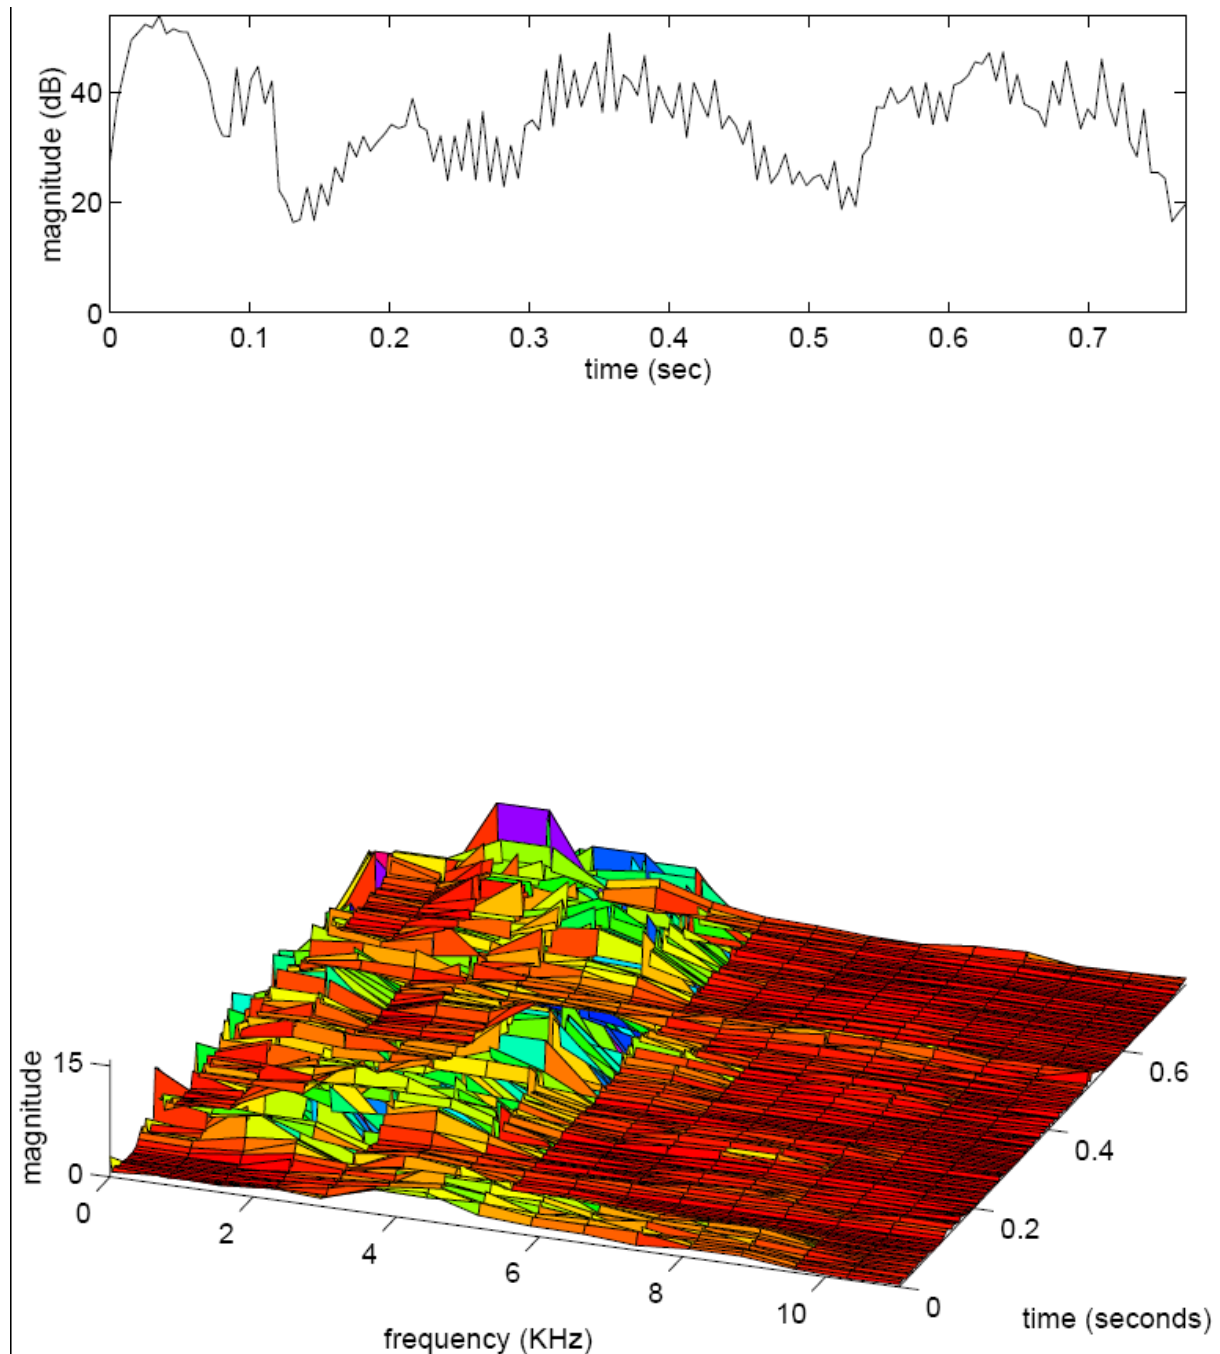 magnitude (dB)
40
20
0
0 0.1 0.2 0.3 0.4 0.5 0.6 0.7
time (sec)
magnitude
15
0
0 2 4 6 8 10
frequency (KHz)
0 0.2 0.4 0.6
time (seconds)